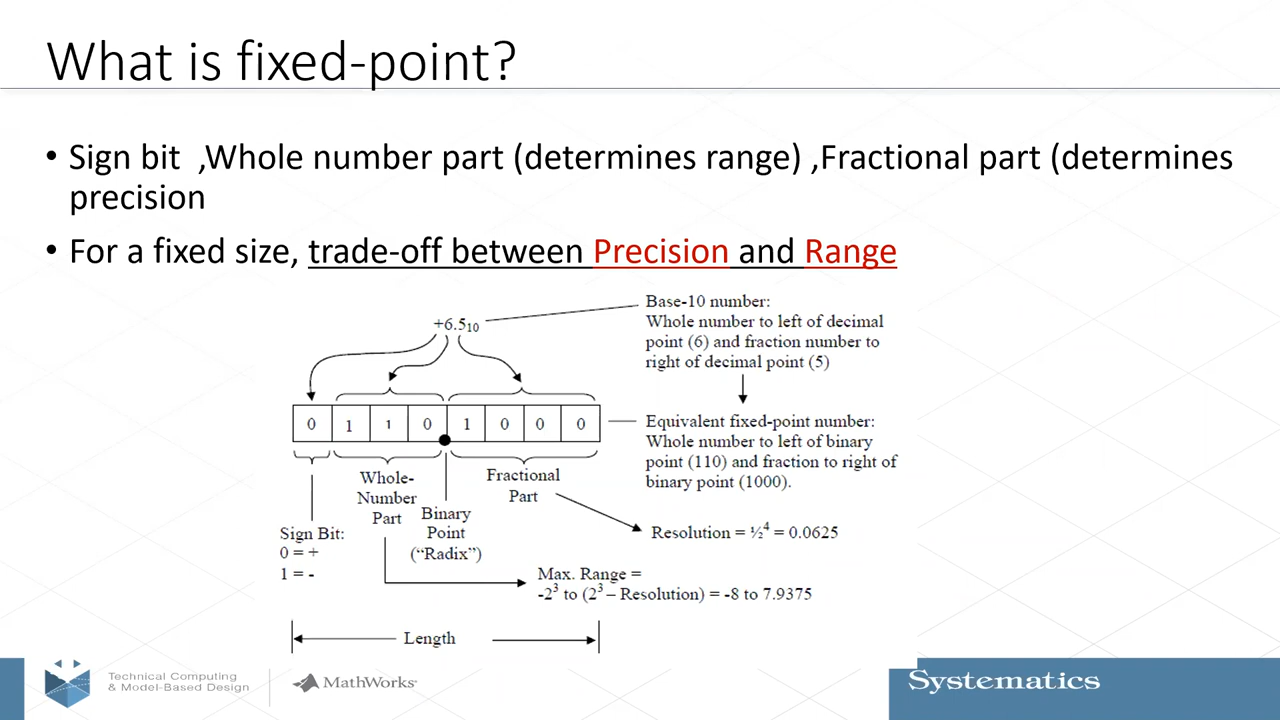 What is fixed-point?
• Sign bit ,Whole number part (determines range) ,Fractional part (determines
precision
• For a fixed size, trade-off between Precision and Range
+6.5₁₀
Base-10 number:
Whole number to left of decimal
point (6) and fraction number to
right of decimal point (5)
0 1 1 0 1 0 0 0
Equivalent fixed-point number:
Whole number to left of binary
point (110) and fraction to right of
binary point (1000).
Sign Bit:
0 = +
1 = -
Whole-
Number
Part
Binary
Point
(“Radix”)
Fractional
Part
Resolution = ½⁴ = 0.0625
Max. Range =
-2³ to (2³ – Resolution) = -8 to 7.9375
Length
Technical Computing
& Model-Based Design
MathWorks
Systematics